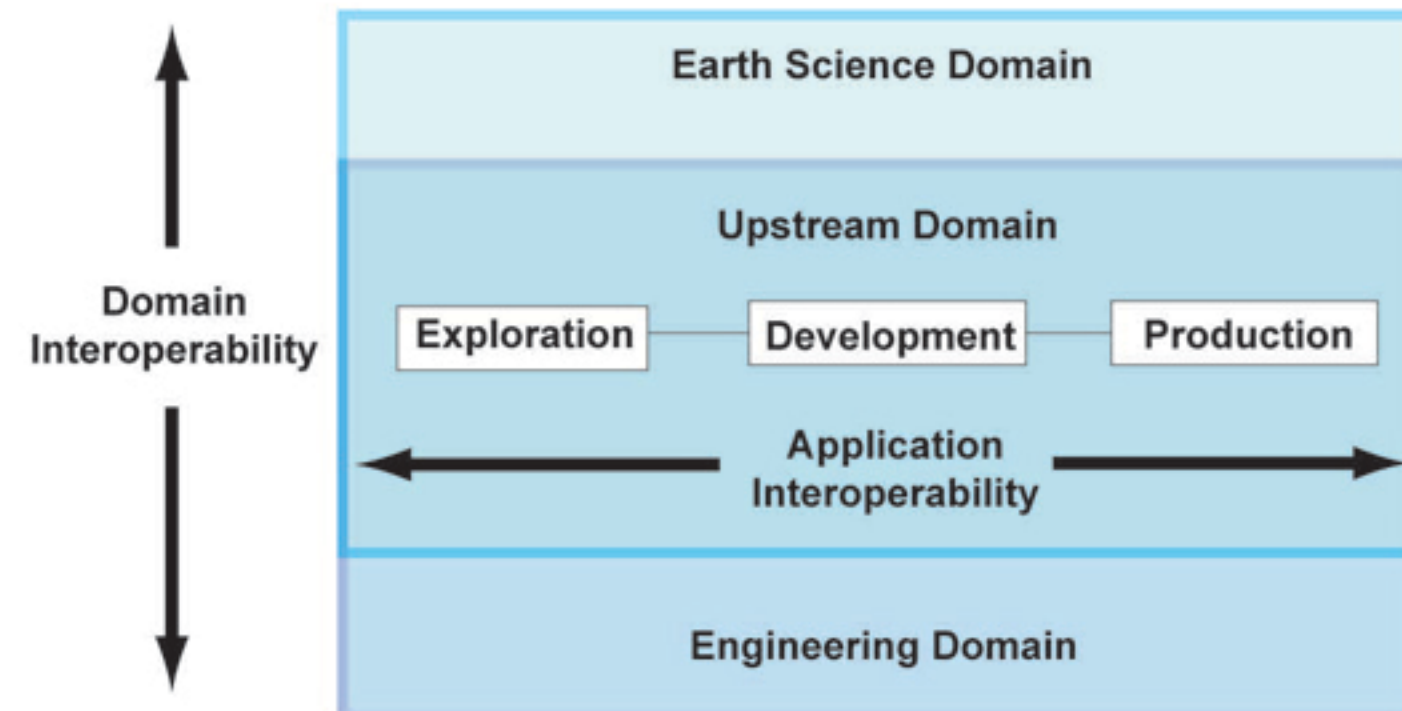 Earth Science Domain
Upstream Domain
Domain
Interoperability
Exploration
Development
Production
Application
Interoperability
Engineering Domain